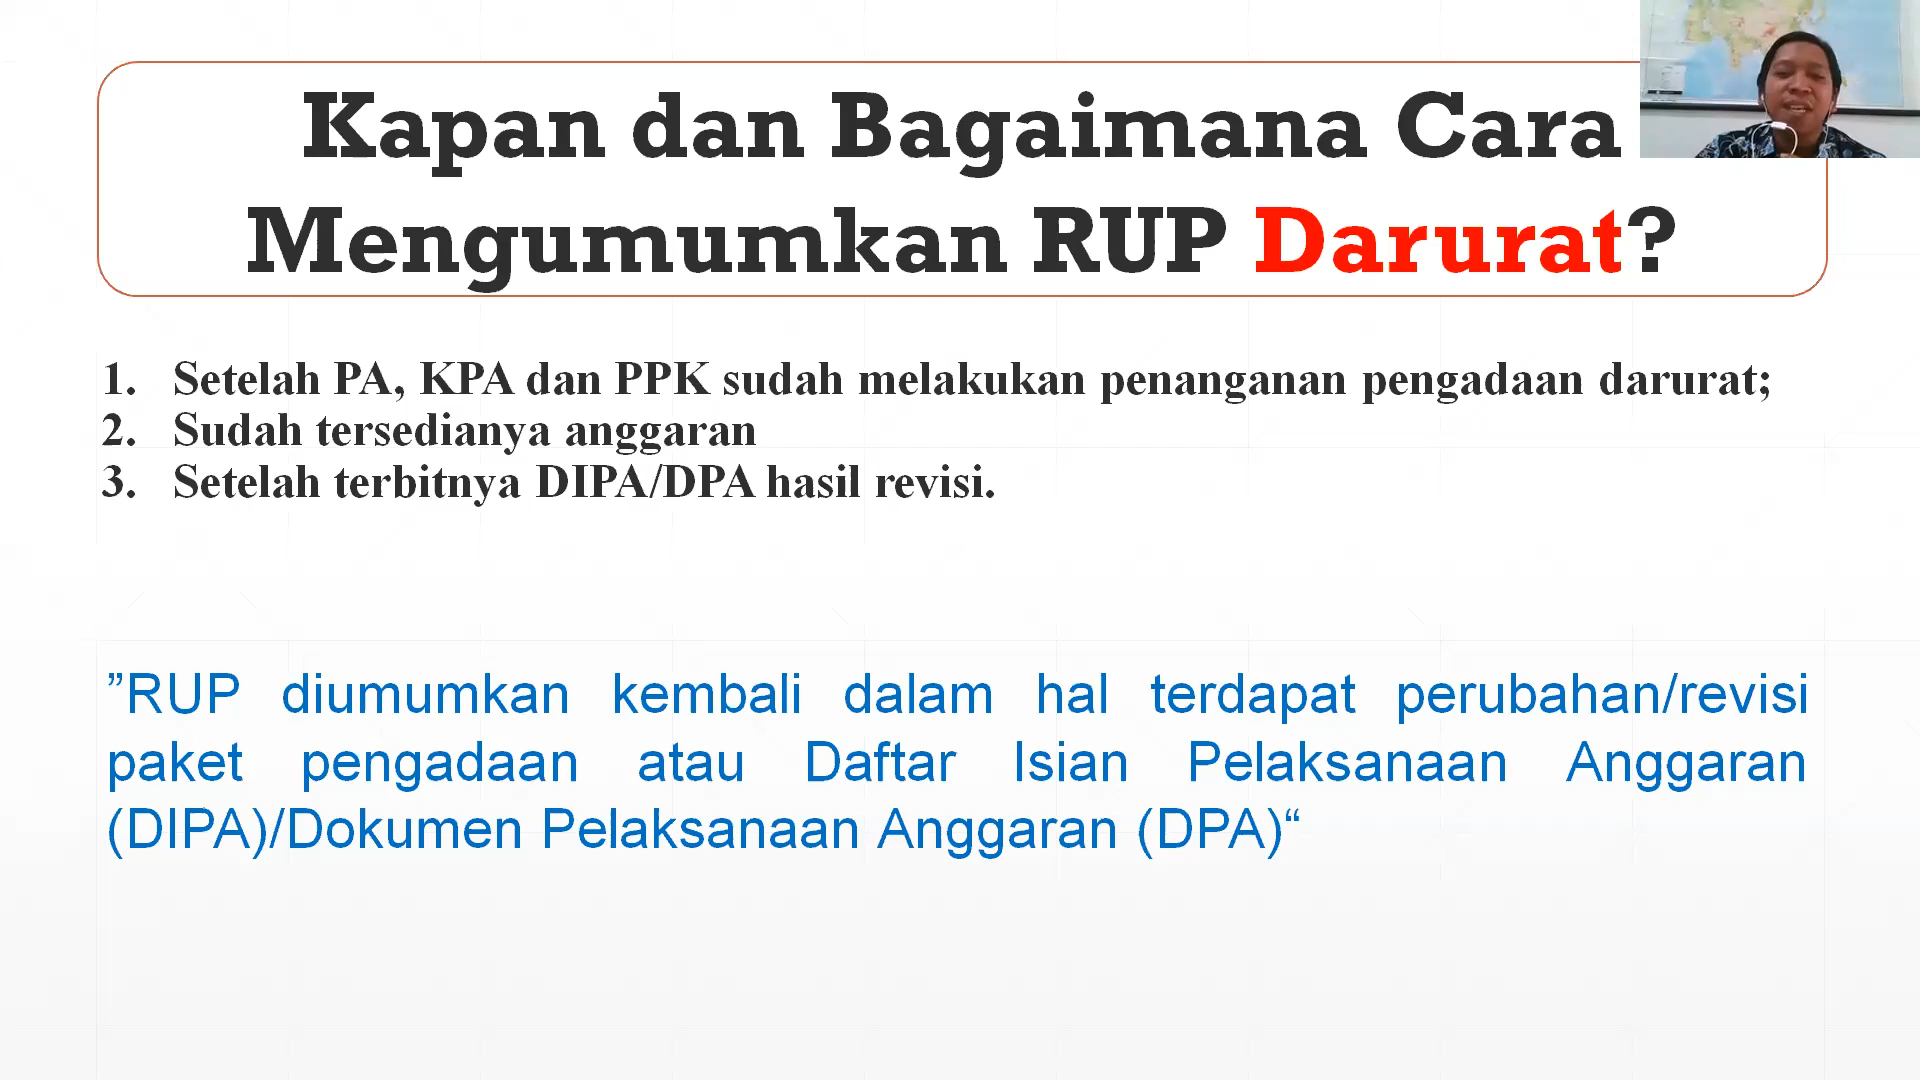 Kapan dan Bagaimana Cara
Mengumumkan RUP Darurat?
1. Setelah PA, KPA dan PPK sudah melakukan penanganan pengadaan darurat;
2. Sudah tersedianya anggaran
3. Setelah terbitnya DIPA/DPA hasil revisi.
”RUP diumumkan kembali dalam hal terdapat perubahan/revisi
paket pengadaan atau Daftar Isian Pelaksanaan Anggaran
(DIPA)/Dokumen Pelaksanaan Anggaran (DPA)“